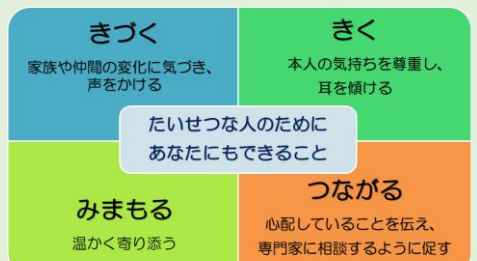 きづく
家族や仲間の変化に気づき、
声をかける
きく
本人の気持ちを尊重し、
耳を傾ける
たいせつな人のために
あなたにもできること
みまもる
温かく寄り添う
つながる
心配していることを伝え、
専門家に相談するように促す